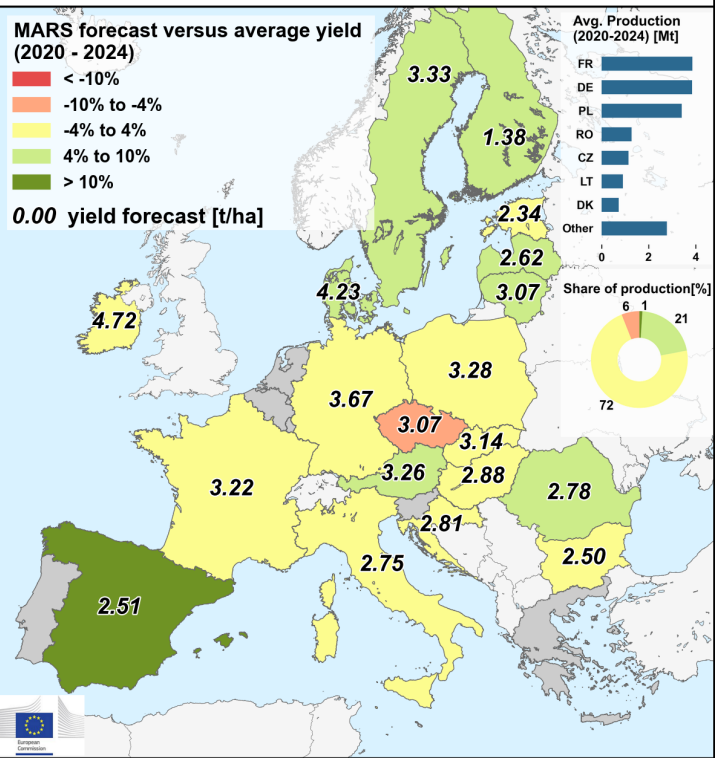 MARS forecast versus average yield
(2020 - 2024)
< -10%
-10% to -4%
-4% to 4%
4% to 10%
> 10%
0.00 yield forecast [t/ha]
Avg. Production
(2020-2024) [Mt]
FR
DE
PL
RO
CZ
LT
DK
Other
0 2 4
Share of production[%]
6 1
21
72
3.33
1.38
2.34
2.62
3.07
4.23
4.72
3.28
3.67
3.07
3.14
3.26
2.88
3.22
2.78
2.81
2.75
2.50
2.51
European
Commission